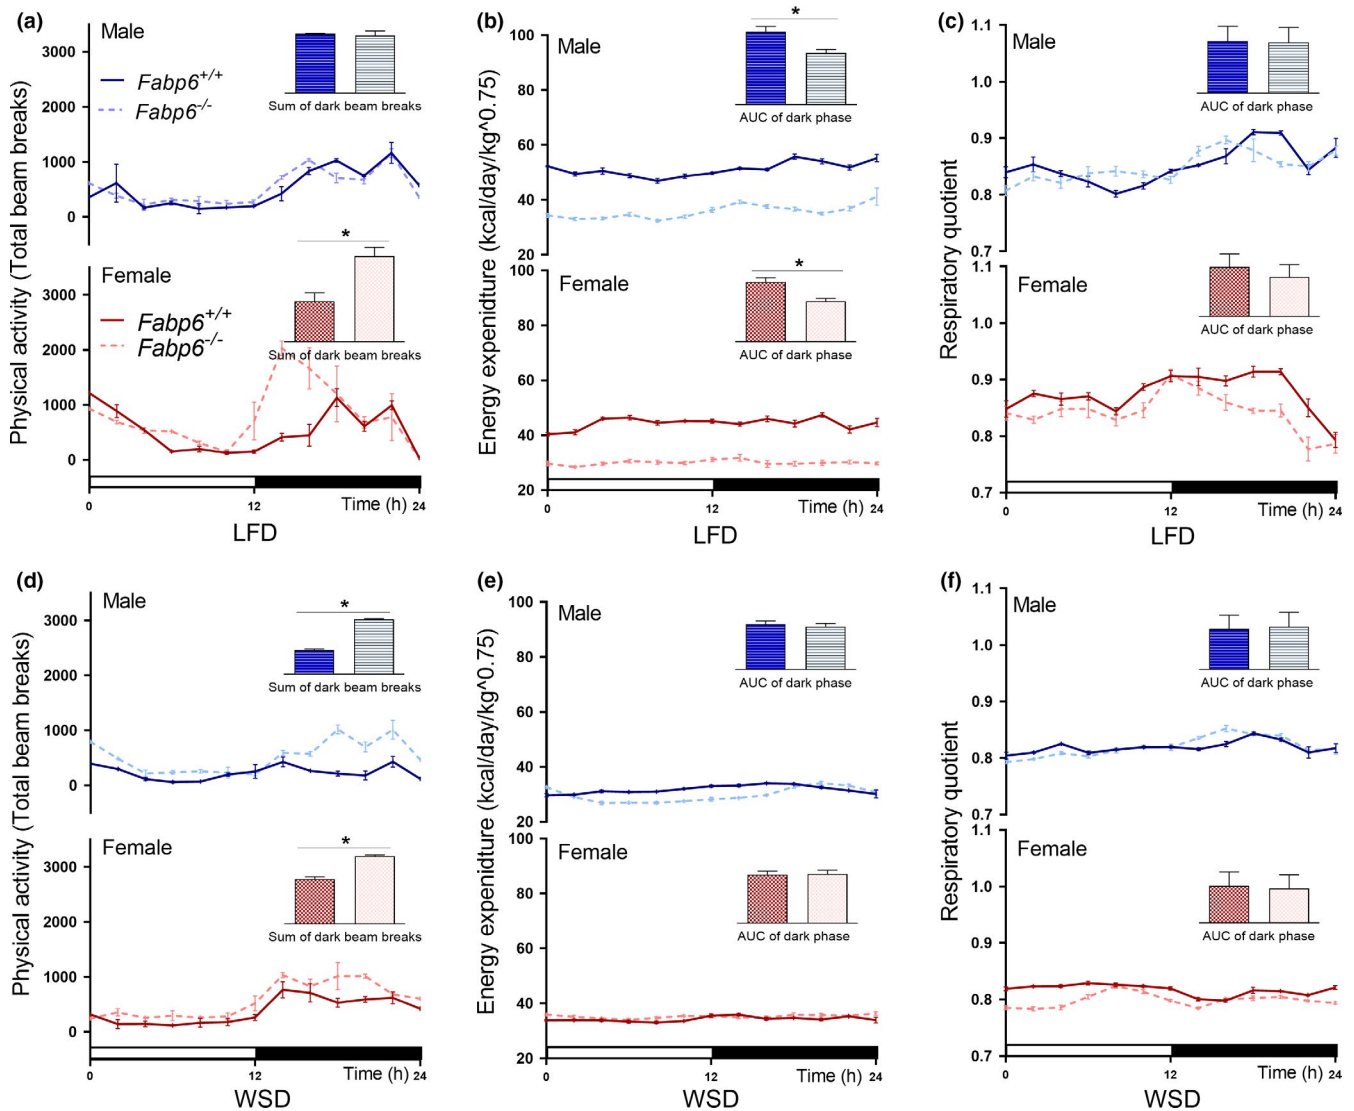 (a)
Physical activity (Total beam breaks)
Male
3000
2000
1000
0
Fabp6+/+
Fabp6-/-
Sum of dark beam breaks
Female
*
3000
2000
1000
0
Fabp6+/+
Fabp6-/-
Sum of dark beam breaks
0
12
Time (h)
24
LFD
(b)
Energy expenidture (kcal/day/kg^0.75)
Male
*
100
80
60
40
20
AUC of dark phase
Female
*
100
80
60
40
20
AUC of dark phase
0
12
Time (h)
24
LFD
(c)
Respiratory quotient
Male
1.1
1.0
0.9
0.8
0.7
AUC of dark phase
Female
1.1
1.0
0.9
0.8
0.7
AUC of dark phase
0
12
Time (h)
24
LFD
(d)
Physical activity (Total beam breaks)
Male
*
3000
2000
1000
0
Sum of dark beam breaks
Female
*
3000
2000
1000
0
Sum of dark beam breaks
0
12
Time (h)
24
WSD
(e)
Energy expenidture (kcal/day/kg^0.75)
Male
100
80
60
40
20
AUC of dark phase
Female
100
80
60
40
20
AUC of dark phase
0
12
Time (h)
24
WSD
(f)
Respiratory quotient
Male
1.1
1.0
0.9
0.8
0.7
AUC of dark phase
Female
1.1
1.0
0.9
0.8
0.7
AUC of dark phase
0
12
Time (h)
24
WSD